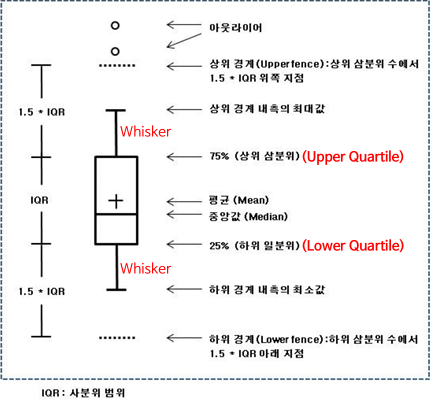 아웃라이어
상위 경계(Upper fence):상위 삼분위 수에서
1.5 * IQR 위쪽 지점
1.5 * IQR
상위 경계 내측의 최대값
Whisker
75% (상위 삼분위) (Upper Quartile)
IQR
평균 (Mean)
중앙값 (Median)
25% (하위 일분위) (Lower Quartile)
Whisker
1.5 * IQR
하위 경계 내측의 최소값
하위 경계(Lower fence):하위 삼분위 수에서
1.5 * IQR 아래 지점
IQR : 사분위 범위